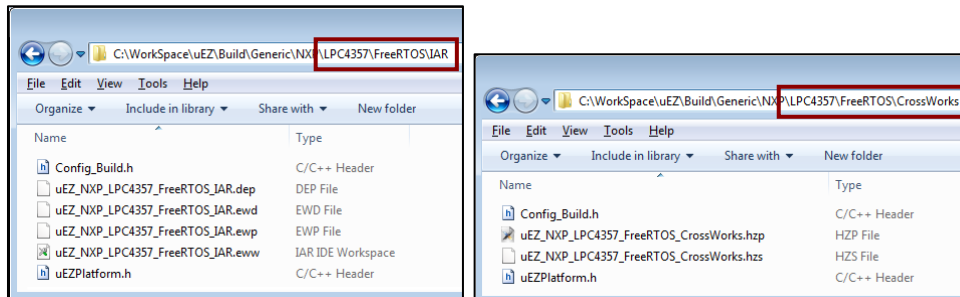 C:\WorkSpace\uEZ\Build\Generic\NXP\LPC4357\FreeRTOS\IAR
File Edit View Tools Help
Organize Include in library Share with New folder
Name Type
Config_Build.h C/C++ Header
uEZ_NXP_LPC4357_FreeRTOS_IAR.dep DEP File
uEZ_NXP_LPC4357_FreeRTOS_IAR.ewd EWD File
uEZ_NXP_LPC4357_FreeRTOS_IAR.ewp EWP File
uEZ_NXP_LPC4357_FreeRTOS_IAR.eww IAR IDE Workspace
uEZPlatform.h C/C++ Header
C:\WorkSpace\uEZ\Build\Generic\NXP\LPC4357\FreeRTOS\CrossWorks
File Edit View Tools Help
Organize Include in library Share with New folder
Name Type
Config_Build.h C/C++ Header
uEZ_NXP_LPC4357_FreeRTOS_CrossWorks.hzp HZP File
uEZ_NXP_LPC4357_FreeRTOS_CrossWorks.hzs HZS File
uEZPlatform.h C/C++ Header